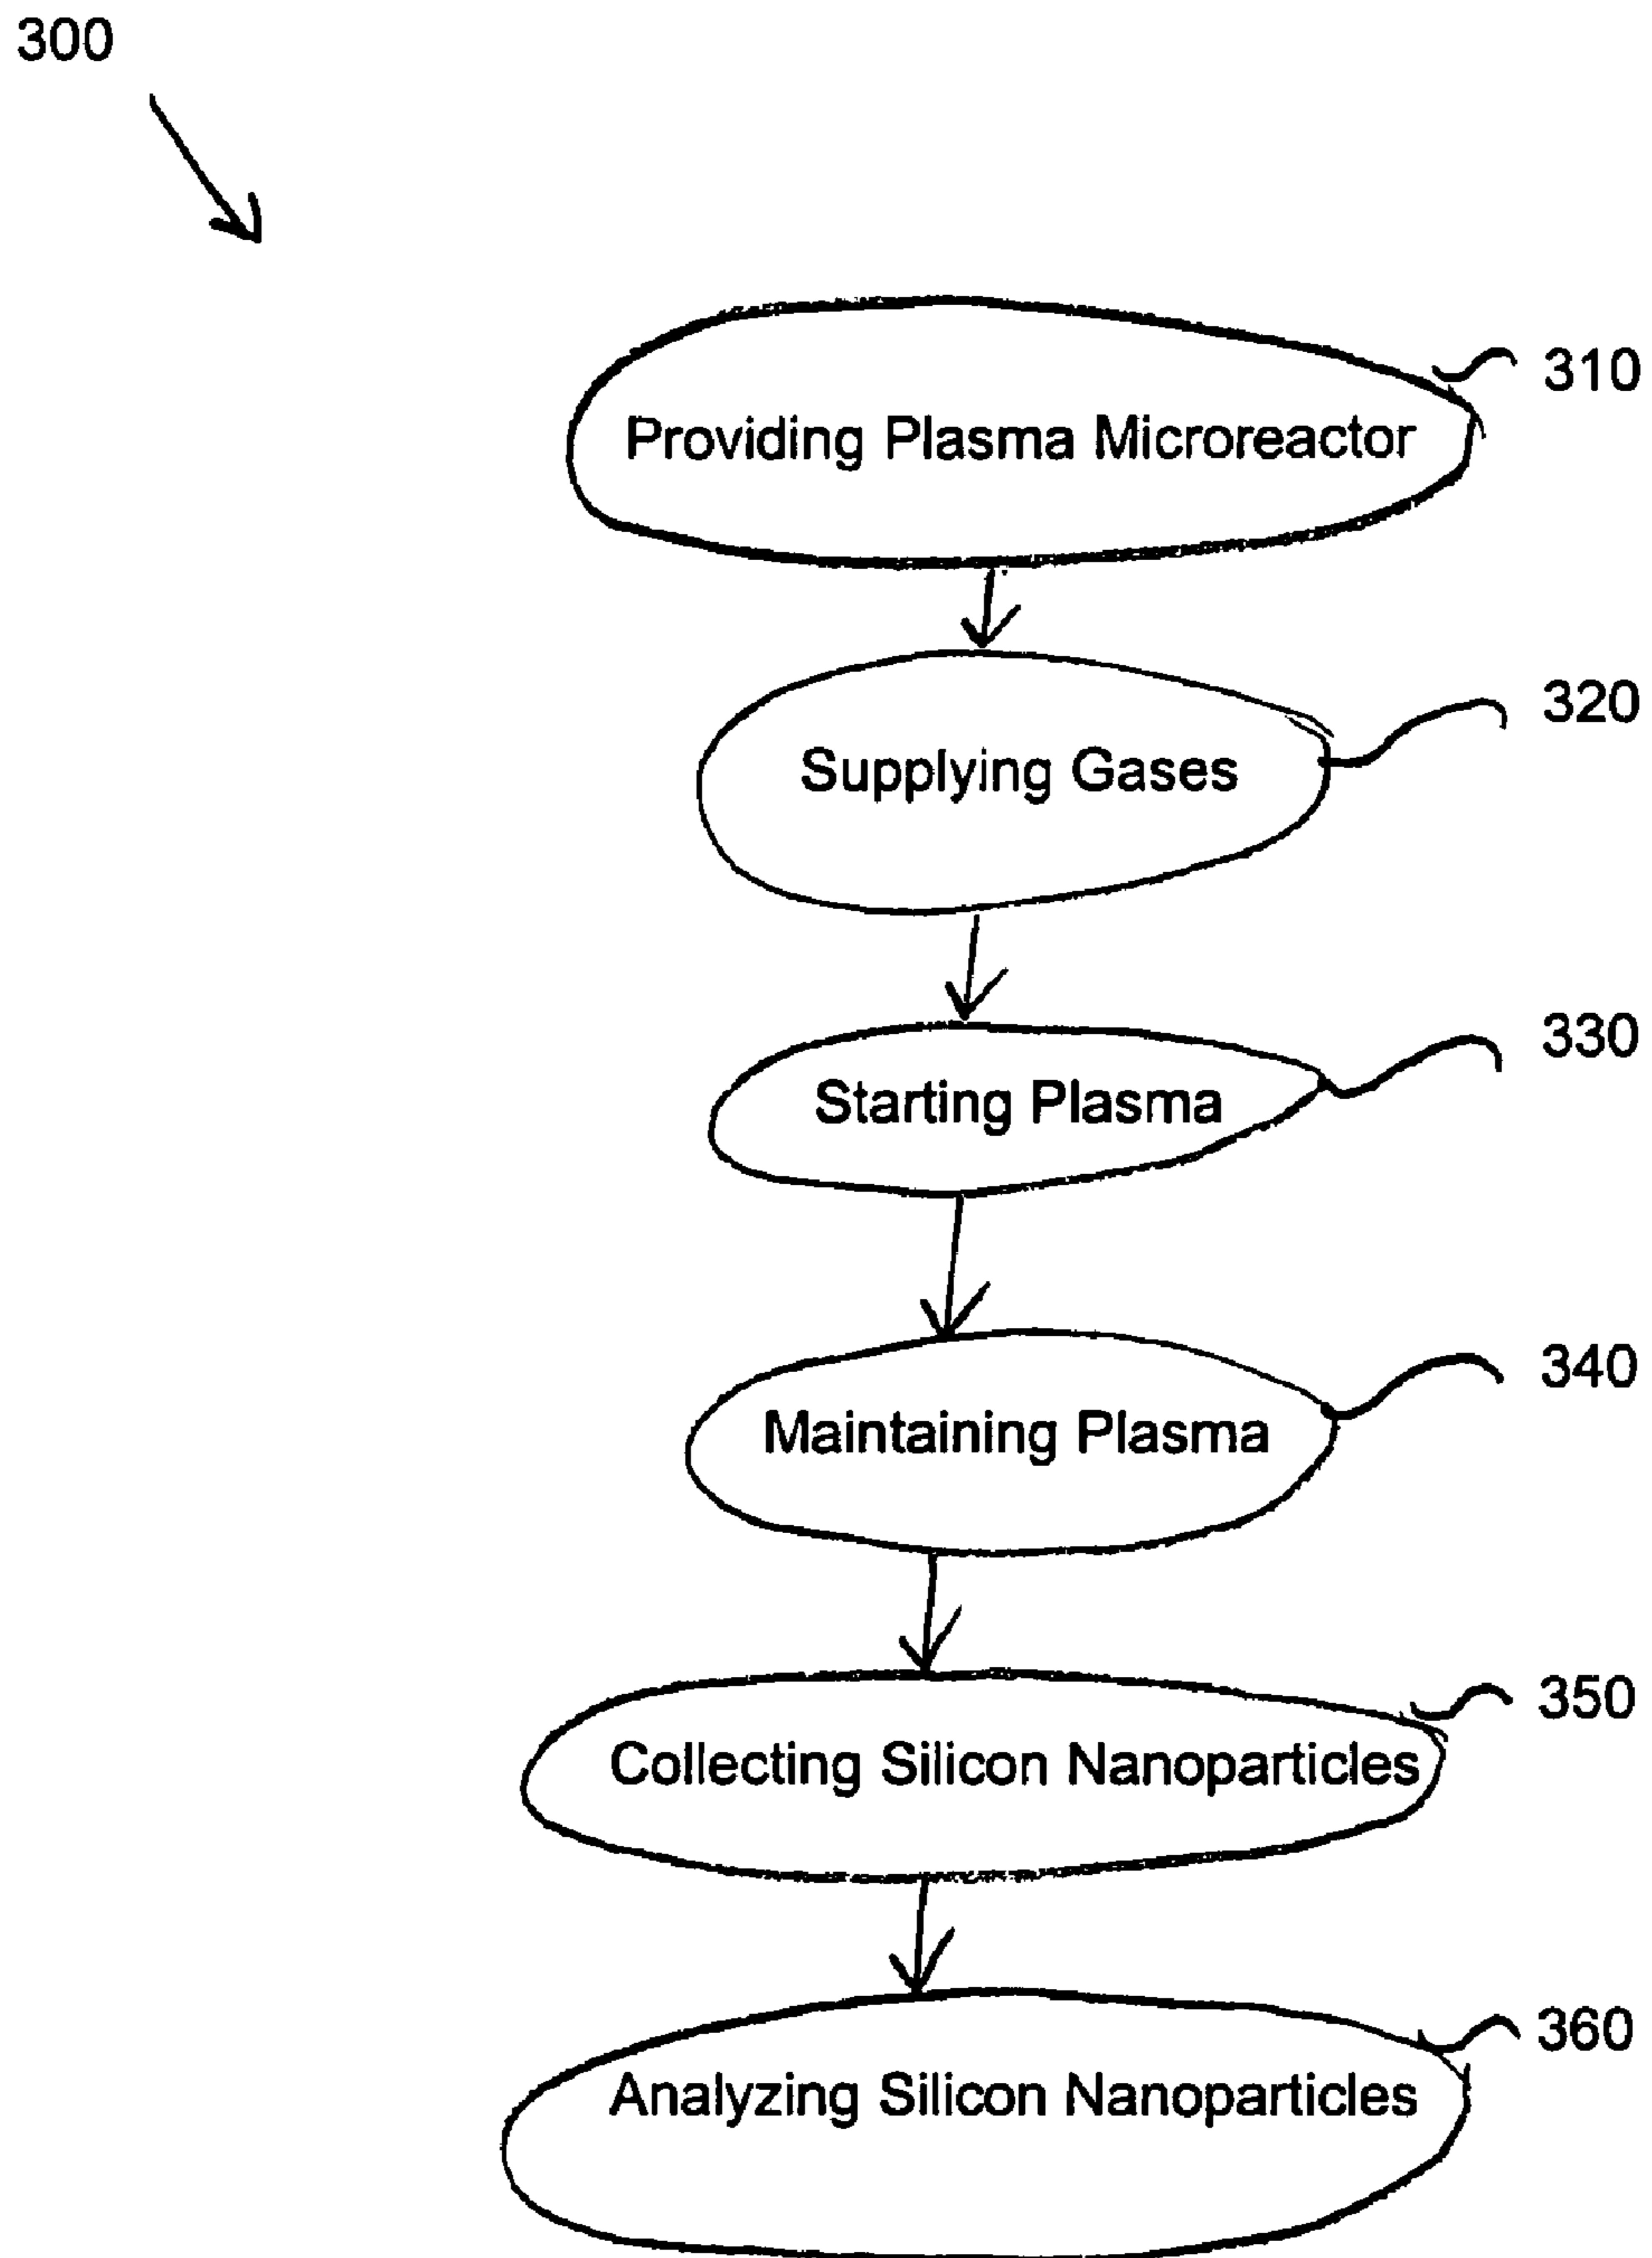 300
310
Providing Plasma Microreactor
320
Supplying Gases
330
Starting Plasma
340
Maintaining Plasma
350
Collecting Silicon Nanoparticles
360
Analyzing Silicon Nanoparticles